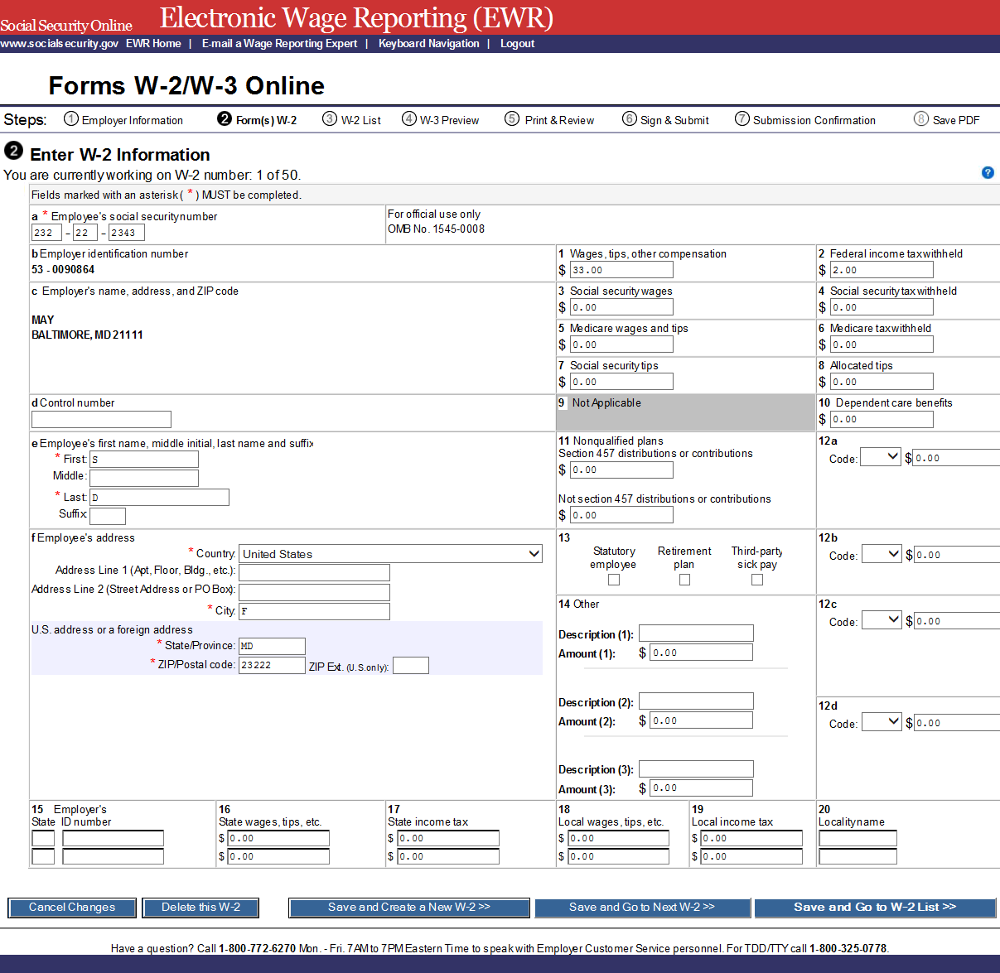 Social Security Online Electronic Wage Reporting (EWR)
www.socialsecurity.gov EWR Home | E-mail a Wage Reporting Expert | Keyboard Navigation | Logout
Forms W-2/W-3 Online
Steps: 1 Employer Information 2 Form(s) W-2 3 W-2 List 4 W-3 Preview 5 Print & Review 6 Sign & Submit 7 Submission Confirmation 8 Save PDF
2 Enter W-2 Information
You are currently working on W-2 number: 1 of 50.
?
Fields marked with an asterisk ( * ) MUST be completed.
a * Employee's social security number
232 - 22 - 2343
For official use only
OMB No. 1545-0008
b Employer identification number
53 - 0090864
1 Wages, tips, other compensation
$ 33.00
2 Federal income tax withheld
$ 2.00
c Employer's name, address, and ZIP code
MAY
BALTIMORE, MD 21111
3 Social security wages
$ 0.00
4 Social security tax withheld
$ 0.00
5 Medicare wages and tips
$ 0.00
6 Medicare tax withheld
$ 0.00
7 Social security tips
$ 0.00
8 Allocated tips
$ 0.00
d Control number
9 Not Applicable
10 Dependent care benefits
$ 0.00
e Employee's first name, middle initial, last name and suffix
* First: S
Middle:
* Last: D
Suffix
11 Nonqualified plans
Section 457 distributions or contributions
$ 0.00
Not section 457 distributions or contributions
$ 0.00
12a
Code: $ 0.00
f Employee's address
* Country: United States
Address Line 1 (Apt, Floor, Bldg., etc.):
Address Line 2 (Street Address or PO Box):
* City: F
U.S. address or a foreign address
* State/Province: MD
* ZIP/Postal code: 23222 ZIP Ext. (U.S.only):
13
Statutory employee
Retirement plan
Third-party sick pay
12b
Code: $ 0.00
14 Other
Description (1):
Amount (1): $ 0.00
Description (2):
Amount (2): $ 0.00
Description (3):
Amount (3): $ 0.00
12c
Code: $ 0.00
12d
Code: $ 0.00
15 Employer's
State ID number
16
State wages, tips, etc.
$ 0.00
$ 0.00
17
State income tax
$ 0.00
$ 0.00
18
Local wages, tips, etc.
$ 0.00
$ 0.00
19
Local income tax
$ 0.00
$ 0.00
20
Locality name
Cancel Changes Delete this W-2 Save and Create a New W-2 >> Save and Go to Next W-2 >> Save and Go to W-2 List >>
Have a question? Call 1-800-772-6270 Mon. - Fri. 7AM to 7PM Eastern Time to speak with Employer Customer Service personnel. For TDD/TTY call 1-800-325-0778.